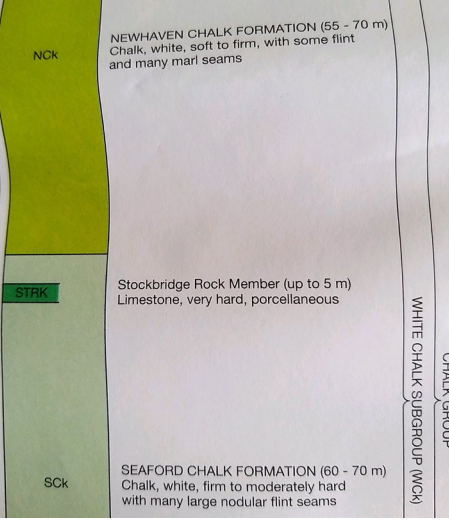 NEWHAVEN CHALK FORMATION (55 - 70 m)
NCk
Chalk, white, soft to firm, with some flint
and many marl seams
Stockbridge Rock Member (up to 5 m)
STRK
Limestone, very hard, porcellaneous
SEAFORD CHALK FORMATION (60 - 70 m)
SCk
Chalk, white, firm to moderately hard
with many large nodular flint seams
WHITE CHALK SUBGROUP (WCk)
CHALK GROUP